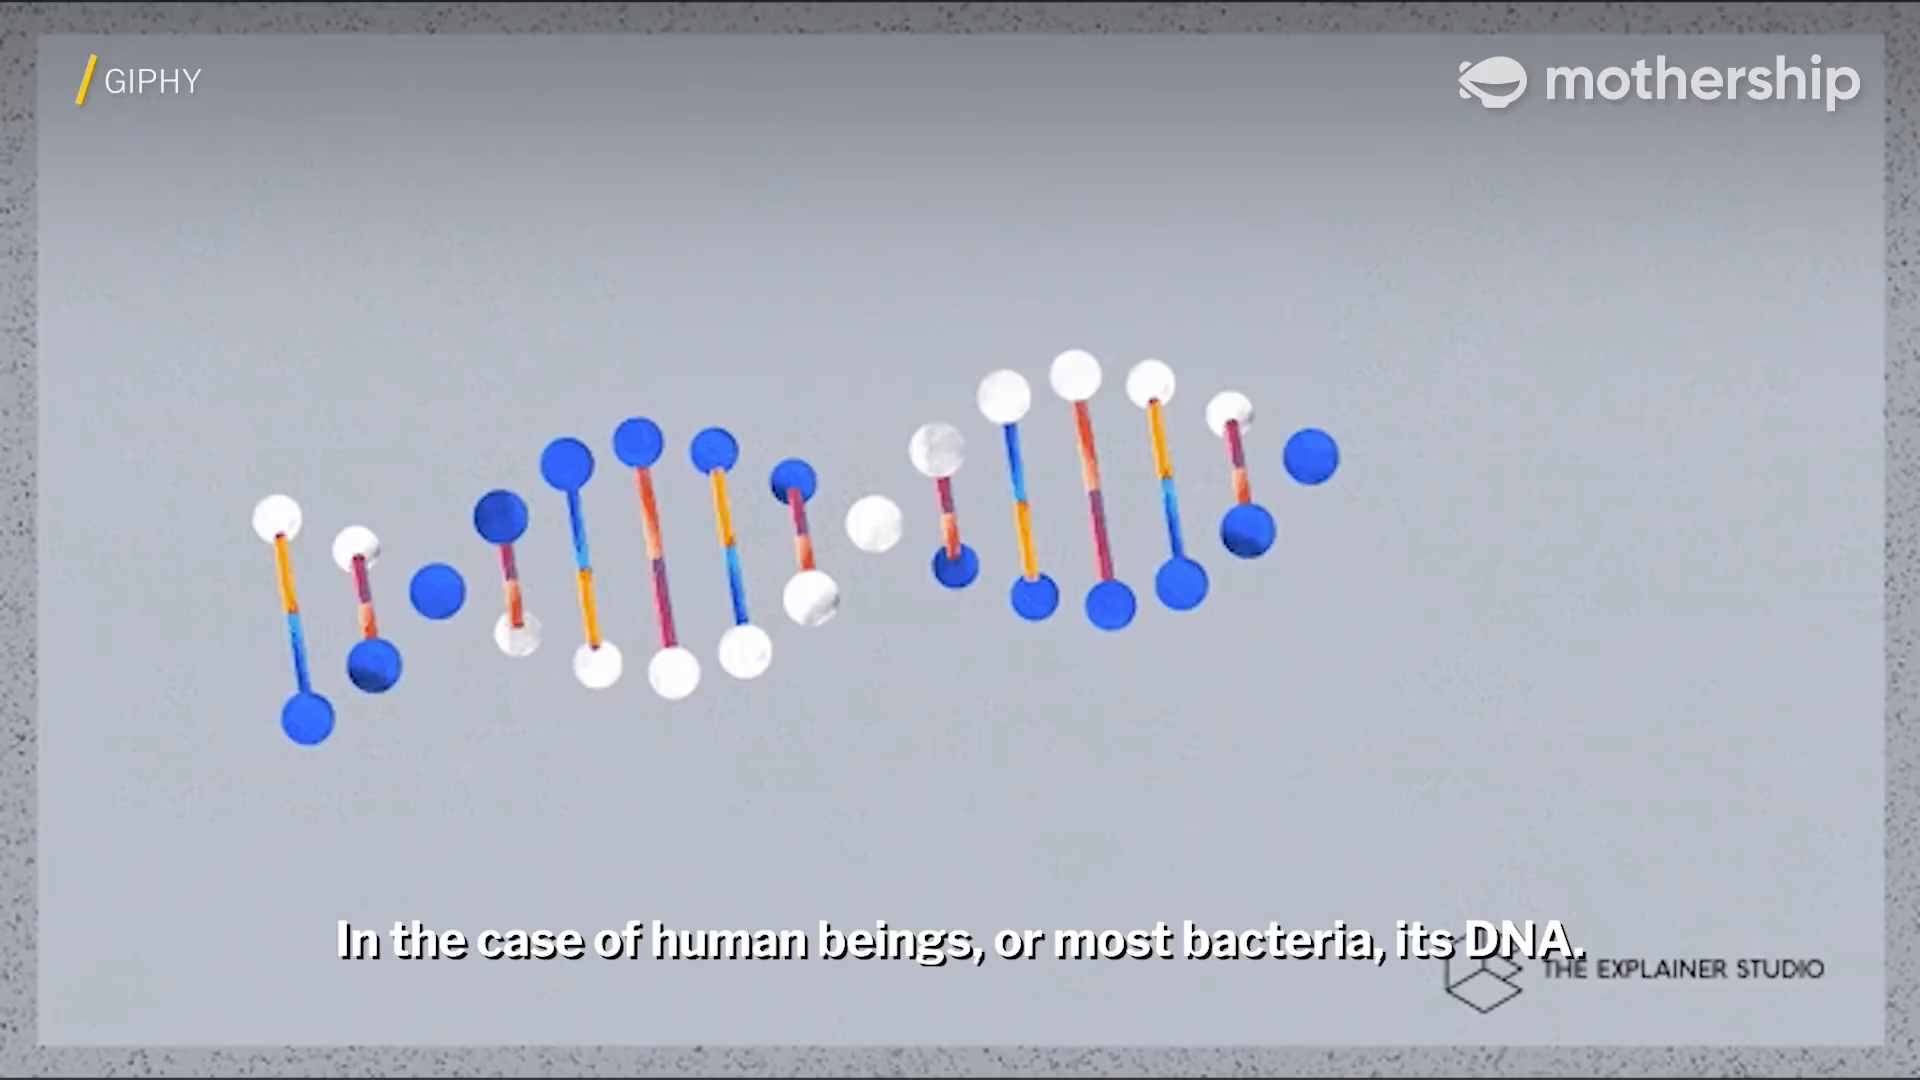 GIPHY
mothership
In the case of human beings, or most bacteria, its DNA.
THE EXPLAINER STUDIO